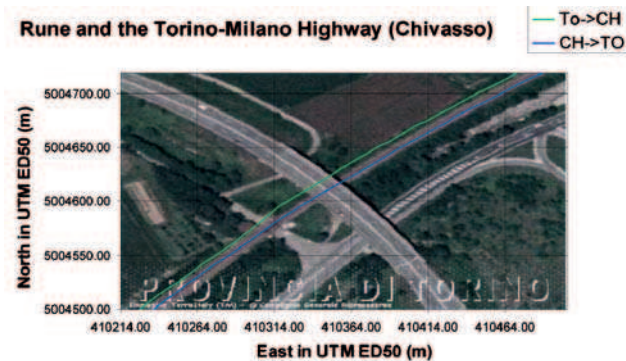 Rune and the Torino-Milano Highway (Chivasso)
To->CH
CH->TO
North in UTM ED50 (m)
5004700.00
5004650.00
5004600.00
5004550.00
5004500.00
PROVINCIA DI TORINO
410214.00 410264.00 410314.00 410364.00 410414.00 410464.00
East in UTM ED50 (m)